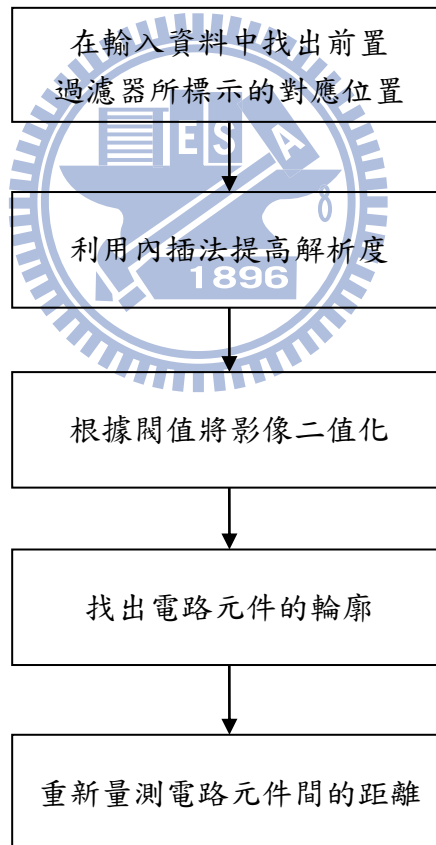 在輸入資料中找出前置
過濾器所標示的對應位置
E S A
利用內插法提高解析度
1896
根據閥值將影像二值化
找出電路元件的輪廓
重新量測電路元件間的距離